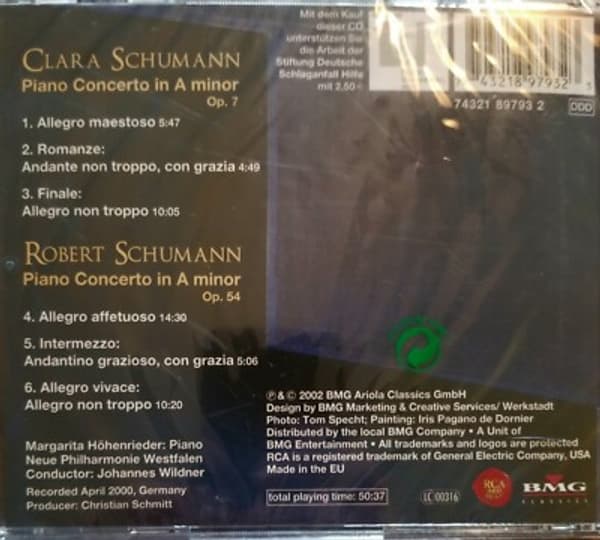 CLARA SCHUMANN
Piano Concerto in A minor
Op. 7
1. Allegro maestoso 5:47
2. Romanze:
Andante non troppo, con grazia 4:49
3. Finale:
Allegro non troppo 10:05
ROBERT SCHUMANN
Piano Concerto in A minor
Op. 54
4. Allegro affetuoso 14:30
5. Intermezzo:
Andantino grazioso, con grazia 5:06
6. Allegro vivace:
Allegro non troppo 10:20
Margarita Höhenrieder: Piano
Neue Philharmonie Westfalen
Conductor: Johannes Wildner
Recorded April 2000, Germany
Producer: Christian Schmitt
Mit dem Kauf
dieser CD
unterstützen Sie
die Arbeit der
Stiftung Deutsche
Schlaganfall Hilfe
mit 2,50
74321 89793 2
DDD
℗ & © 2002 BMG Ariola Classics GmbH
Design by BMG Marketing & Creative Services/ Werkstadt
Photo: Tom Specht; Painting: Iris Pagano de Dornier
Distributed by the local BMG Company • A Unit of
BMG Entertainment • All trademarks and logos are protected
RCA is a registered trademark of General Electric Company, USA
Made in the EU
total playing time: 50:37
LC 00316
RCA
BMG
CLASSICS